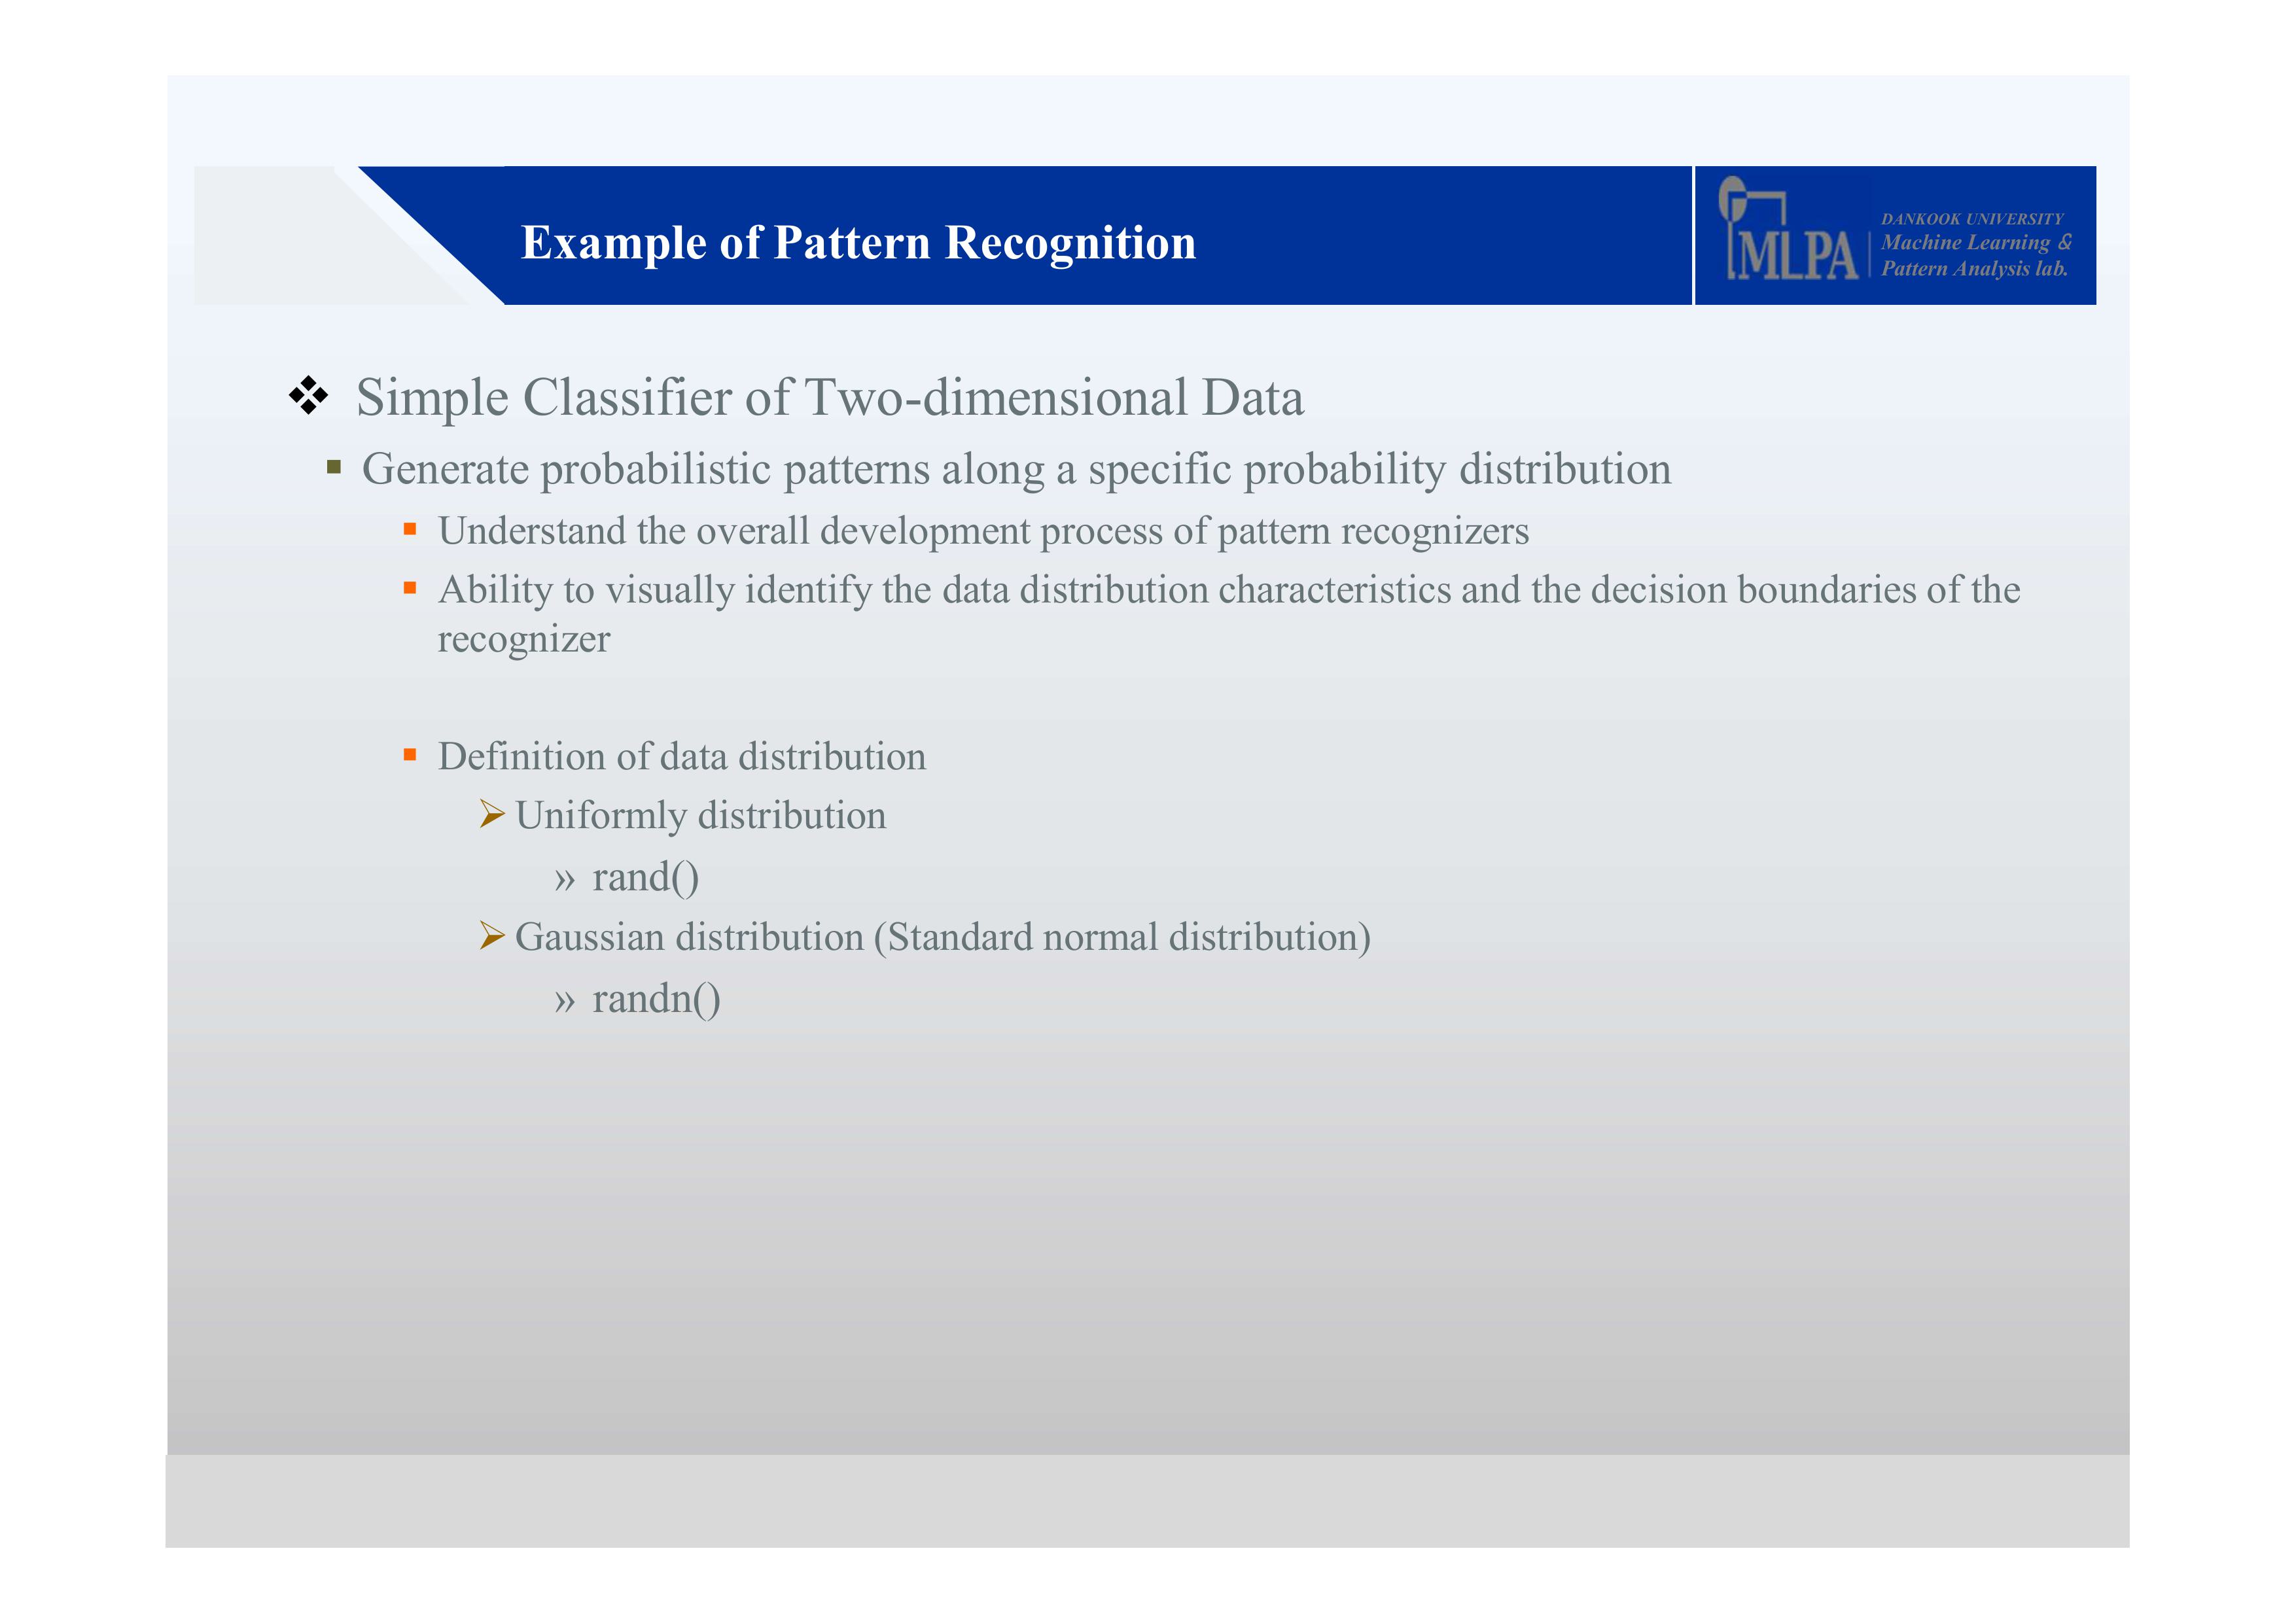 Example of Pattern Recognition
MLPA
DANKOOK UNIVERSITY
Machine Learning &
Pattern Analysis lab.
❖ Simple Classifier of Two-dimensional Data
▪ Generate probabilistic patterns along a specific probability distribution
▪ Understand the overall development process of pattern recognizers
▪ Ability to visually identify the data distribution characteristics and the decision boundaries of the
recognizer
▪ Definition of data distribution
➢ Uniformly distribution
» rand()
➢ Gaussian distribution (Standard normal distribution)
» randn()